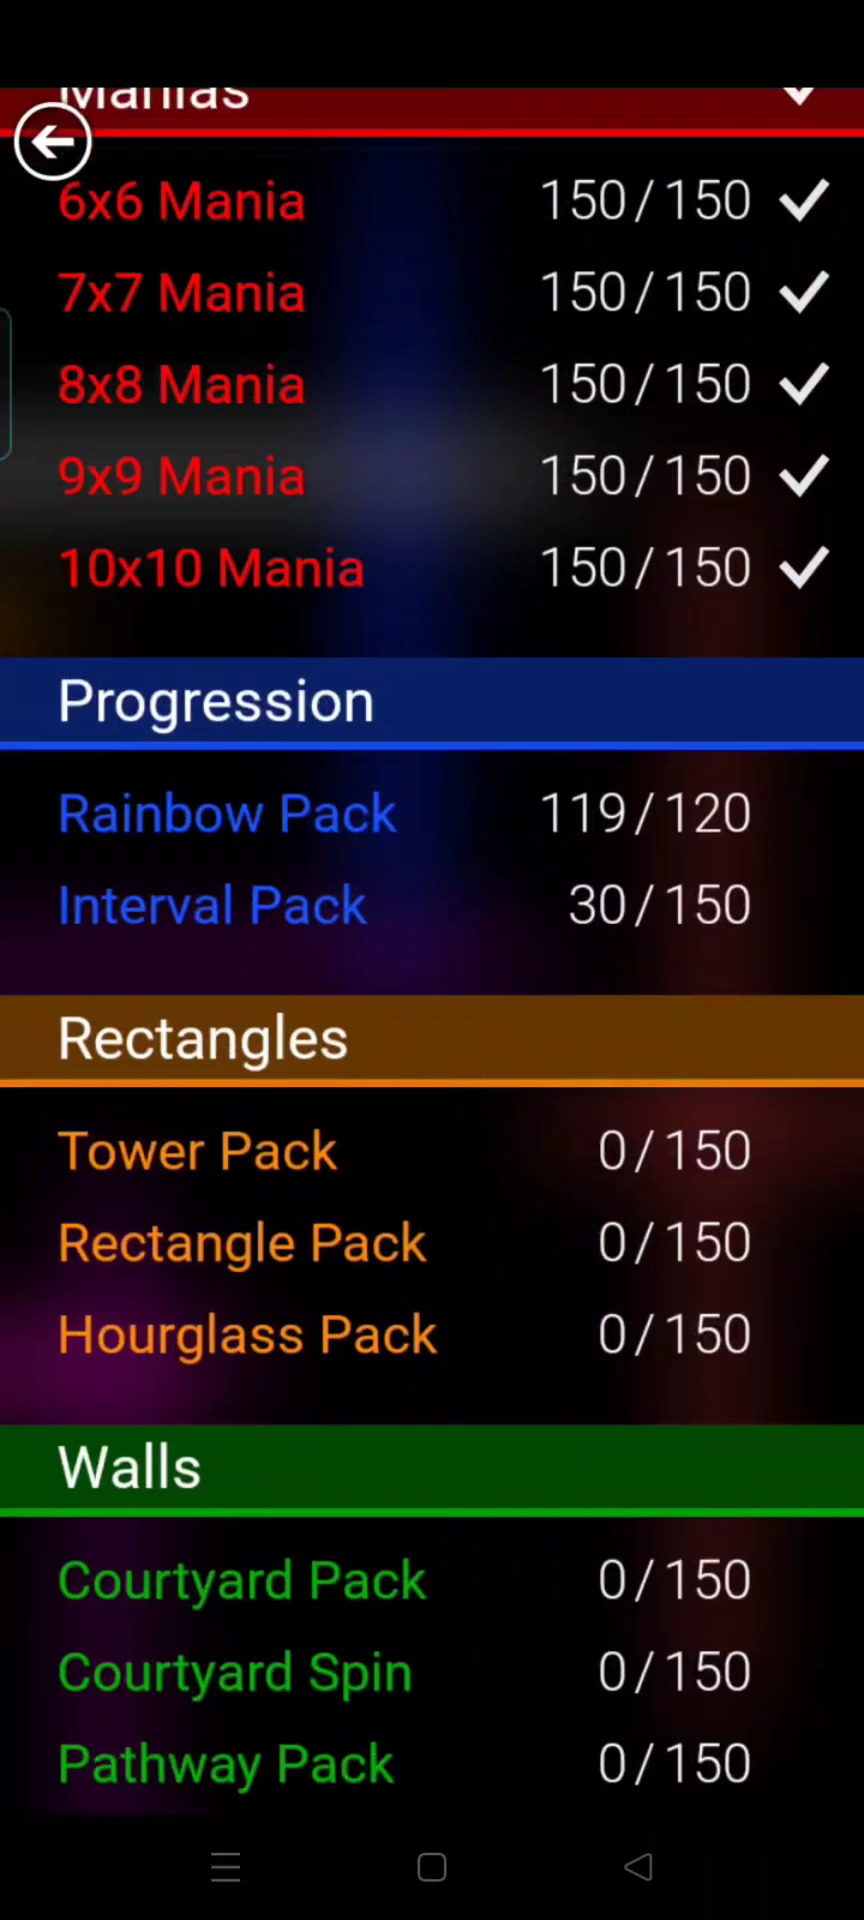 Manias
6x6 Mania 150/150
7x7 Mania 150/150
8x8 Mania 150/150
9x9 Mania 150/150
10x10 Mania 150/150
Progression
Rainbow Pack 119/120
Interval Pack 30/150
Rectangles
Tower Pack 0/150
Rectangle Pack 0/150
Hourglass Pack 0/150
Walls
Courtyard Pack 0/150
Courtyard Spin 0/150
Pathway Pack 0/150